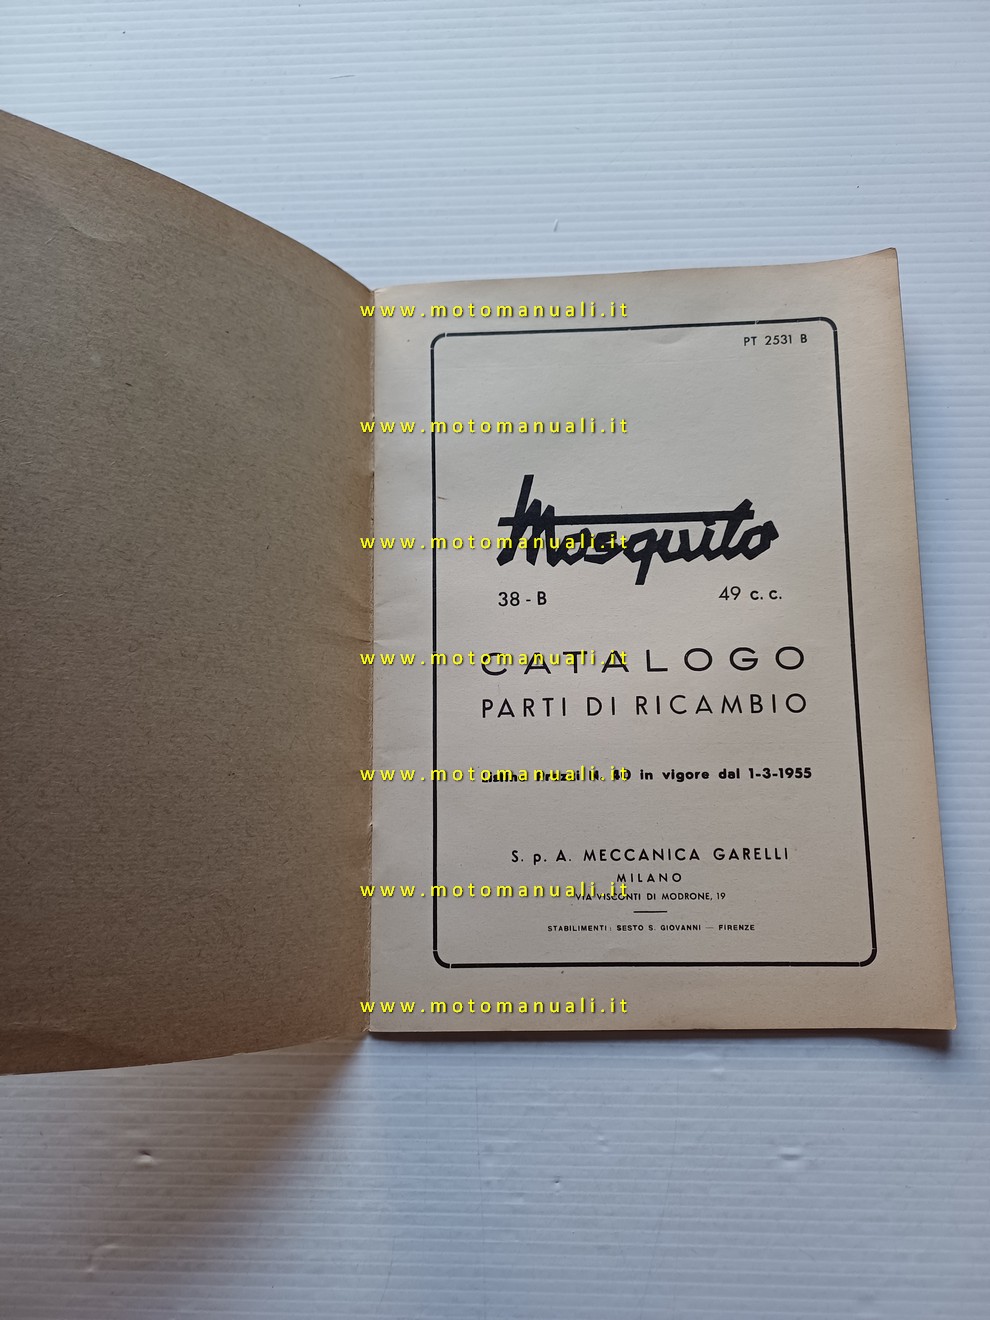 www.motomanuali.it
PT 2531 B
www.motomanuali.it
Mosquito
www.motomanuali.it
38 - B 49 c. c.
CATALOGO
www.motomanuali.it
PARTI DI RICAMBIO
in vigore dal 1-3-1955
www.motomanuali.it
S. p. A. MECCANICA GARELLI
MILANO
www.motomanuali.it
VIA VISCONTI DI MODRONE, 19
STABILIMENTI: SESTO S. GIOVANNI — FIRENZE
www.motomanuali.it